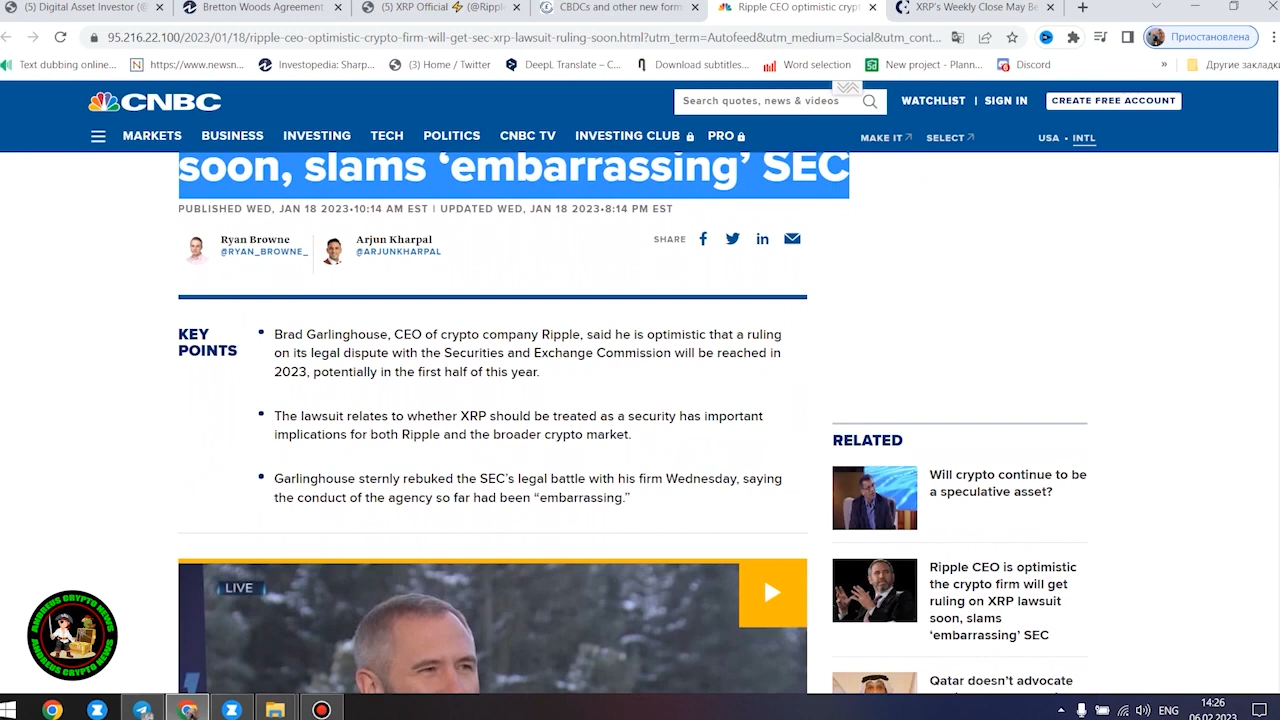 (5) Digital Asset Investor (@
Bretton Woods Agreement
(5) XRP Official ⚡ (@Rippl
CBDCs and other new form
Ripple CEO optimistic crypt
XRP's Weekly Close May Be
95.216.22.100/2023/01/18/ripple-ceo-optimistic-crypto-firm-will-get-sec-xrp-lawsuit-ruling-soon.html?utm_term=Autofeed&utm_medium=Social&utm_cont...
Приостановлена
Text dubbing online...
https://www.newsn...
Investopedia: Sharp...
(3) Home / Twitter
DeepL Translate – C...
Download subtitles...
Word selection
New project - Plann...
Discord
»
Другие закладки
CNBC
Search quotes, news & videos
WATCHLIST | SIGN IN
CREATE FREE ACCOUNT
MARKETS BUSINESS INVESTING TECH POLITICS CNBC TV INVESTING CLUB PRO
MAKE IT SELECT
USA • INTL
soon, slams ‘embarrassing’ SEC
PUBLISHED WED, JAN 18 2023•10:14 AM EST | UPDATED WED, JAN 18 2023•8:14 PM EST
Ryan Browne
@RYAN_BROWNE_
Arjun Kharpal
@ARJUNKHARPAL
SHARE
KEY
POINTS
• Brad Garlinghouse, CEO of crypto company Ripple, said he is optimistic that a ruling
on its legal dispute with the Securities and Exchange Commission will be reached in
2023, potentially in the first half of this year.
• The lawsuit relates to whether XRP should be treated as a security has important
implications for both Ripple and the broader crypto market.
• Garlinghouse sternly rebuked the SEC’s legal battle with his firm Wednesday, saying
the conduct of the agency so far had been “embarrassing.”
LIVE
RELATED
Will crypto continue to be
a speculative asset?
Ripple CEO is optimistic
the crypto firm will get
ruling on XRP lawsuit
soon, slams
‘embarrassing’ SEC
Qatar doesn’t advocate
ANDREUS CRYPTO NEWS
ANDREUS CRYPTO NEWS
ENG
14:26
06.02.2023